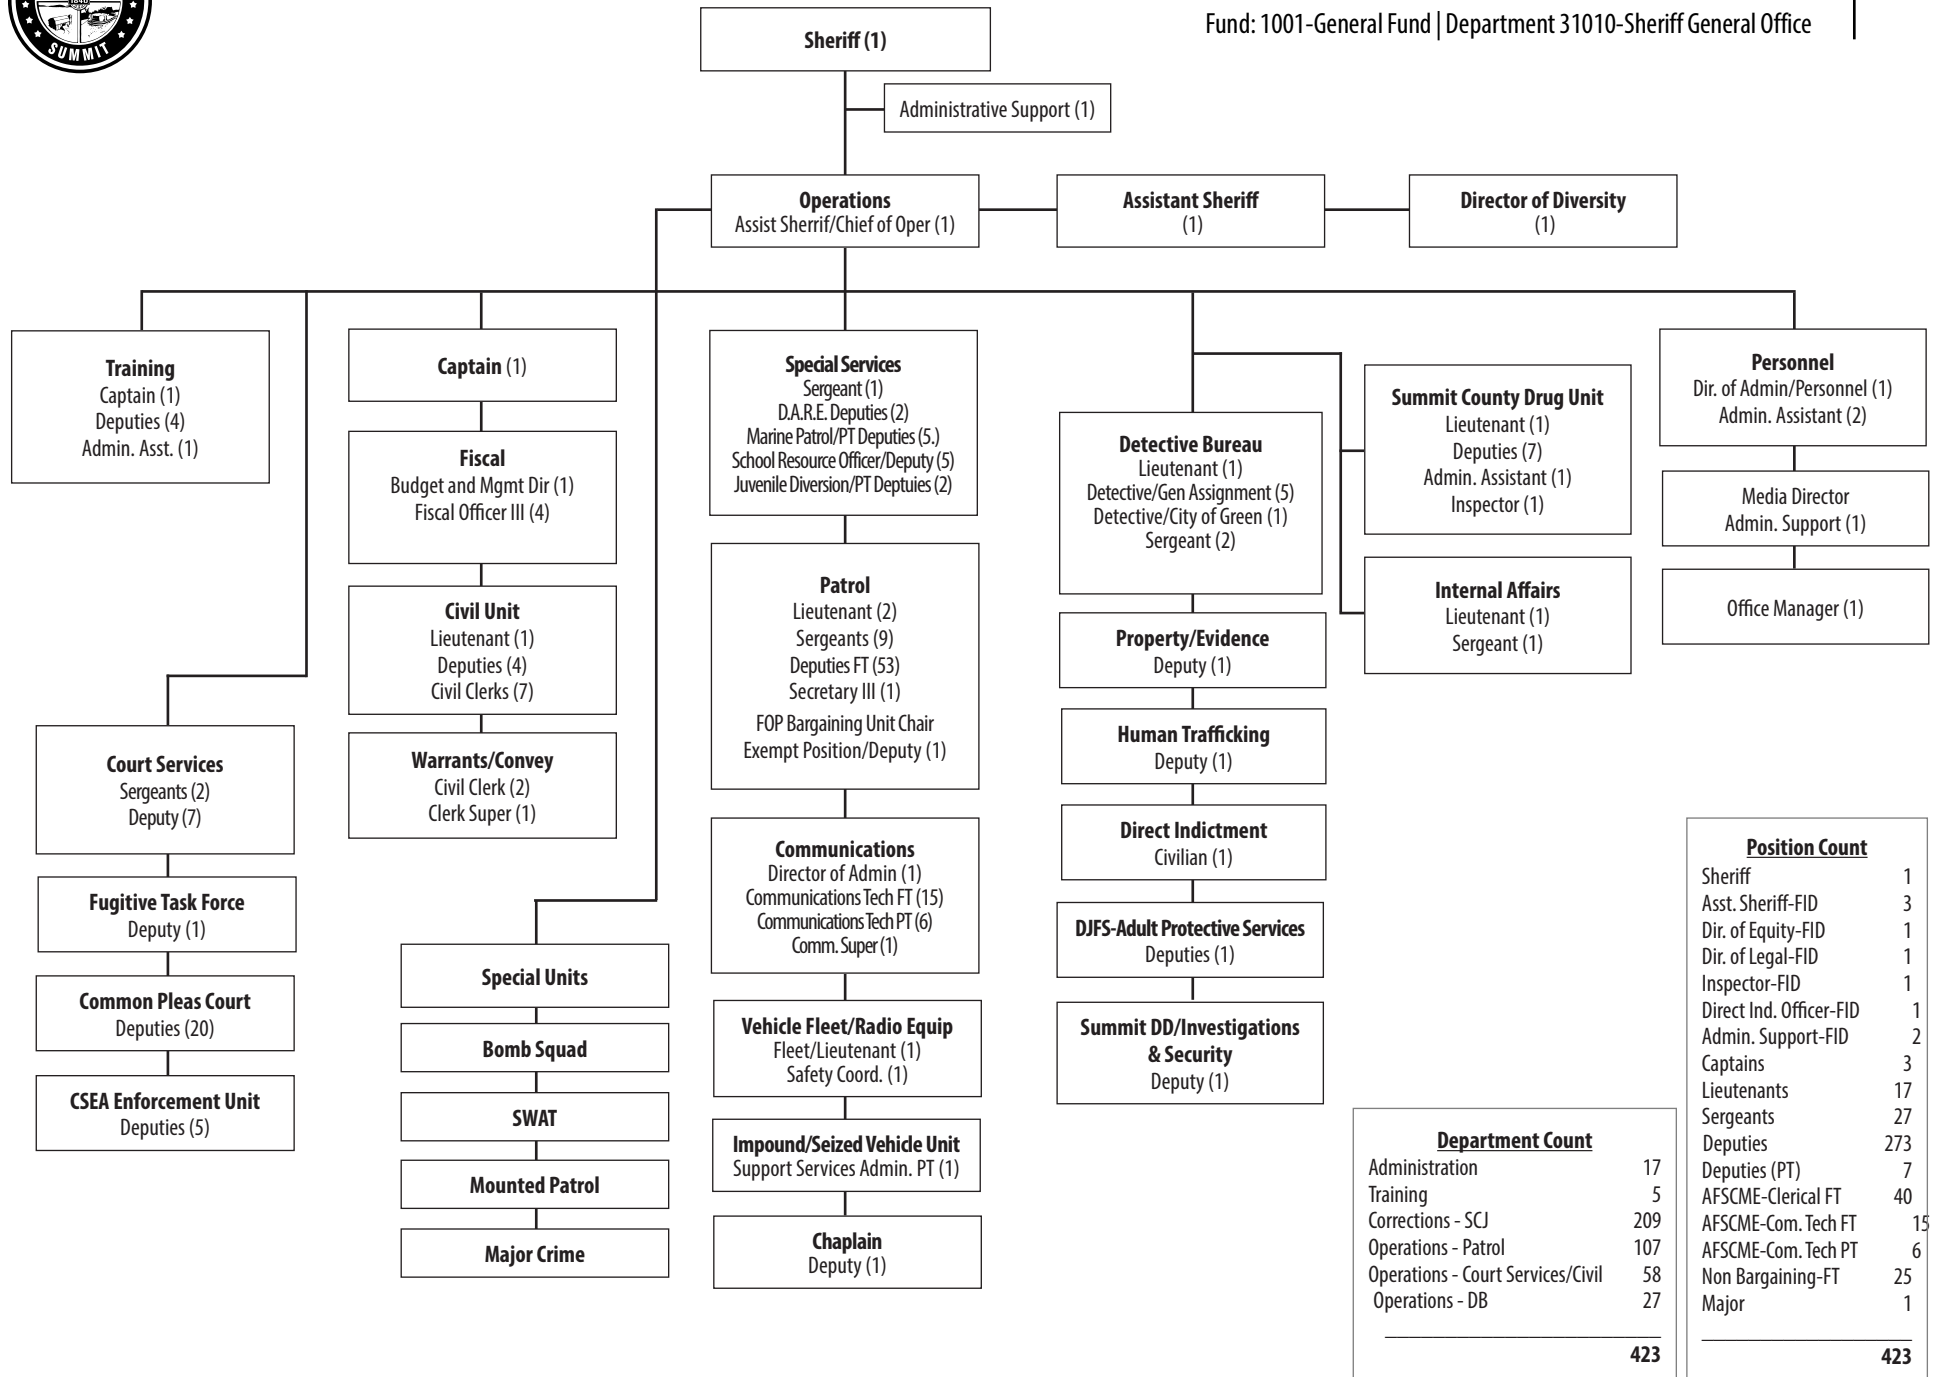 1840
SUMMIT
Fund: 1001-General Fund | Department 31010-Sheriff General Office
Sheriff (1)
Administrative Support (1)
Operations
Assist Sherrif/Chief of Oper (1)
Assistant Sheriff
(1)
Director of Diversity
(1)
Training
Captain (1)
Deputies (4)
Admin. Asst. (1)
Captain (1)
Fiscal
Budget and Mgmt Dir (1)
Fiscal Officer III (4)
Civil Unit
Lieutenant (1)
Deputies (4)
Civil Clerks (7)
Warrants/Convey
Civil Clerk (2)
Clerk Super (1)
Court Services
Sergeants (2)
Deputy (7)
Fugitive Task Force
Deputy (1)
Common Pleas Court
Deputies (20)
CSEA Enforcement Unit
Deputies (5)
Special Units
Bomb Squad
SWAT
Mounted Patrol
Major Crime
Special Services
Sergeant (1)
D.A.R.E. Deputies (2)
Marine Patrol/PT Deputies (5.)
School Resource Officer/Deputy (5)
Juvenile Diversion/PT Deptuies (2)
Patrol
Lieutenant (2)
Sergeants (9)
Deputies FT (53)
Secretary III (1)
FOP Bargaining Unit Chair
Exempt Position/Deputy (1)
Communications
Director of Admin (1)
Communications Tech FT (15)
Communications Tech PT (6)
Comm. Super (1)
Vehicle Fleet/Radio Equip
Fleet/Lieutenant (1)
Safety Coord. (1)
Impound/Seized Vehicle Unit
Support Services Admin. PT (1)
Chaplain
Deputy (1)
Detective Bureau
Lieutenant (1)
Detective/Gen Assignment (5)
Detective/City of Green (1)
Sergeant (2)
Property/Evidence
Deputy (1)
Human Trafficking
Deputy (1)
Direct Indictment
Civilian (1)
DJFS-Adult Protective Services
Deputies (1)
Summit DD/Investigations
& Security
Deputy (1)
Summit County Drug Unit
Lieutenant (1)
Deputies (7)
Admin. Assistant (1)
Inspector (1)
Internal Affairs
Lieutenant (1)
Sergeant (1)
Personnel
Dir. of Admin/Personnel (1)
Admin. Assistant (2)
Media Director
Admin. Support (1)
Office Manager (1)
Department Count
Administration 17
Training 5
Corrections - SCJ 209
Operations - Patrol 107
Operations - Court Services/Civil 58
Operations - DB 27
423
Position Count
Sheriff 1
Asst. Sheriff-FID 3
Dir. of Equity-FID 1
Dir. of Legal-FID 1
Inspector-FID 1
Direct Ind. Officer-FID 1
Admin. Support-FID 2
Captains 3
Lieutenants 17
Sergeants 27
Deputies 273
Deputies (PT) 7
AFSCME-Clerical FT 40
AFSCME-Com. Tech FT 15
AFSCME-Com. Tech PT 6
Non Bargaining-FT 25
Major 1
423